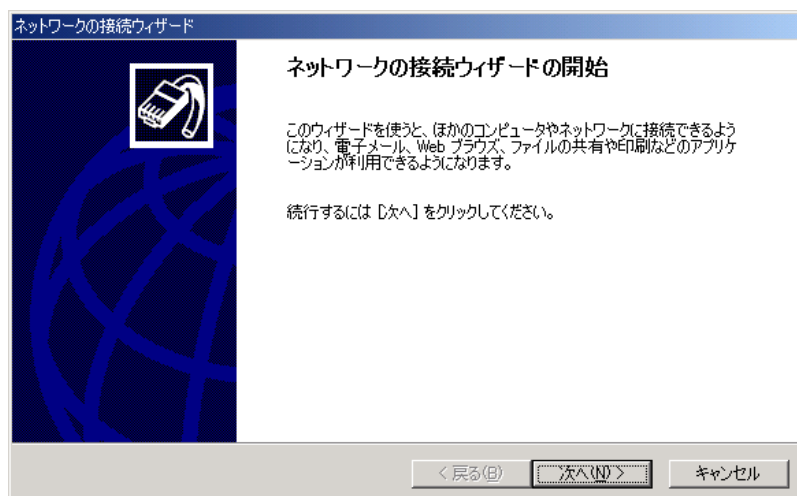 ネットワークの接続ウィザード
ネットワークの接続ウィザードの開始
このウィザードを使うと、ほかのコンピュータやネットワークに接続できるよう
になり、電子メール、Web ブラウズ、ファイルの共有や印刷などのアプリケ
ーションが利用できるようになります。
続行するには [次へ] をクリックしてください。
< 戻る(B)
次へ(N) >
キャンセル